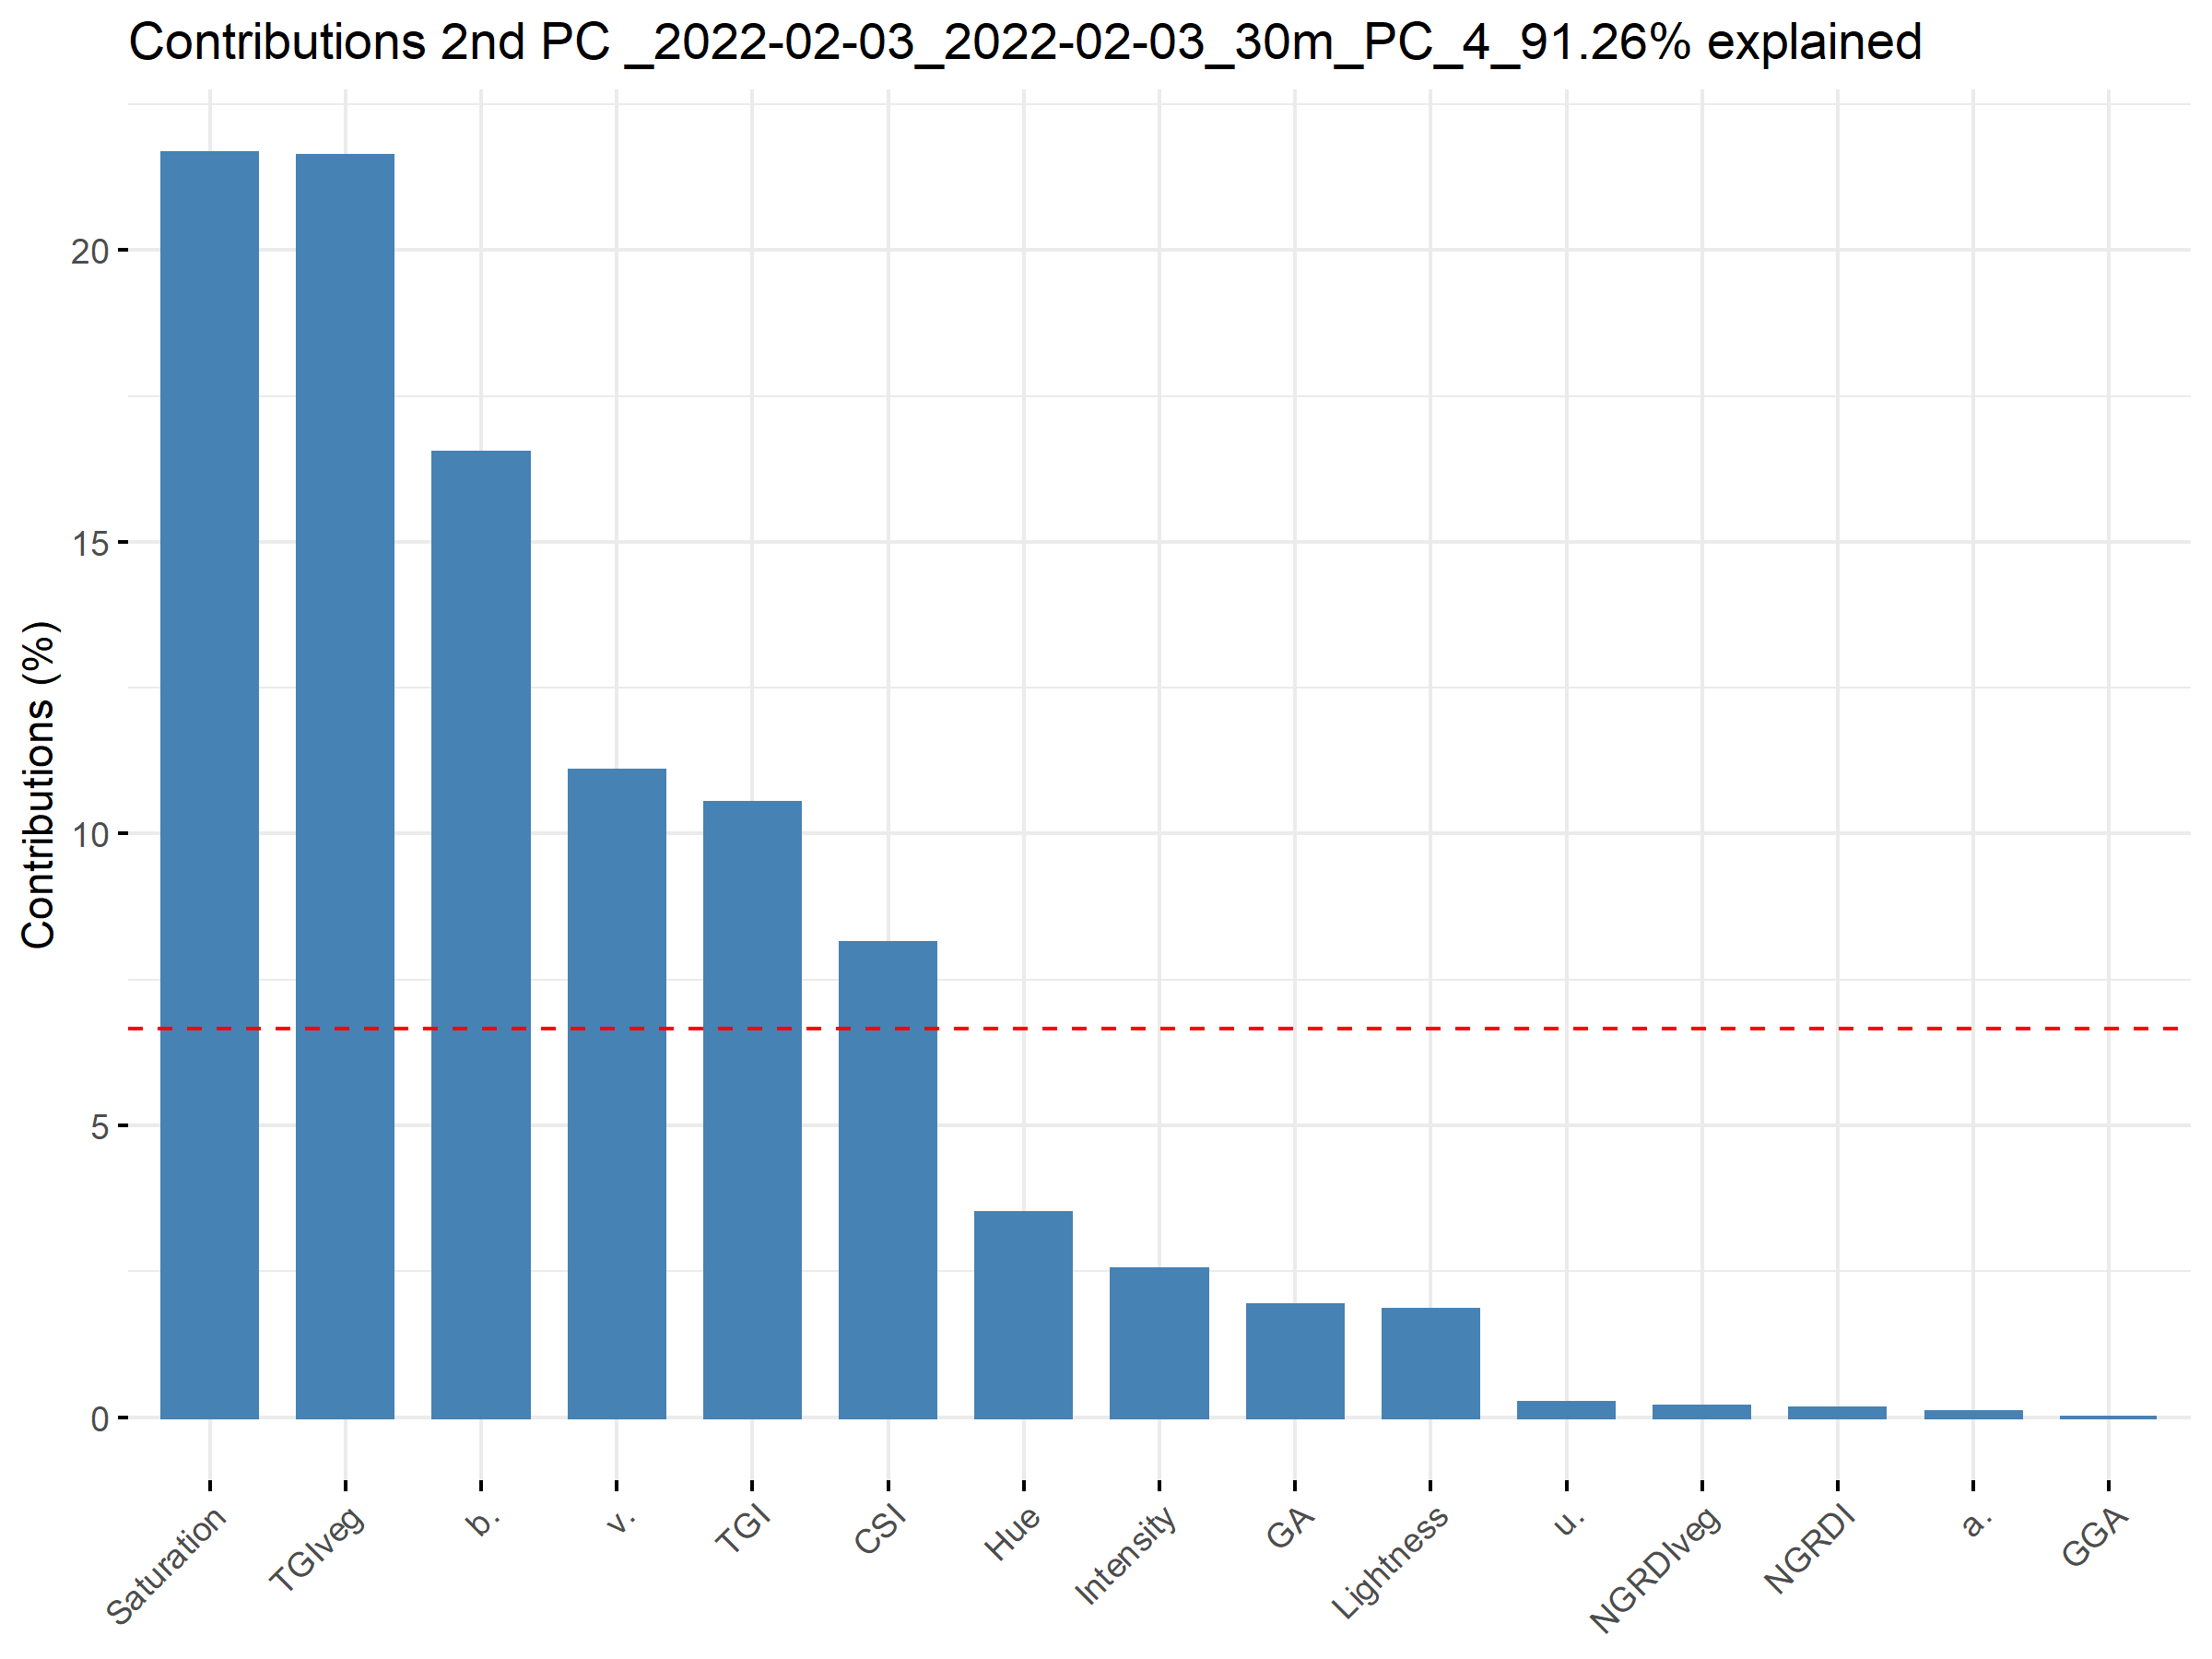 Contributions 2nd PC _2022-02-03_2022-02-03_30m_PC_4_91.26% explained
Contributions (%)
20
15
10
5
0
Saturation
TGIveg
b.
v.
TGI
CSI
Hue
Intensity
GA
Lightness
u.
NGRDIveg
NGRDI
a.
GGA